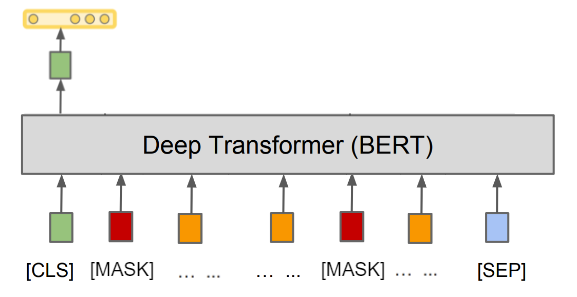 Deep Transformer (BERT)
[CLS] [MASK] ... ... ... ... [MASK] ... ... [SEP]